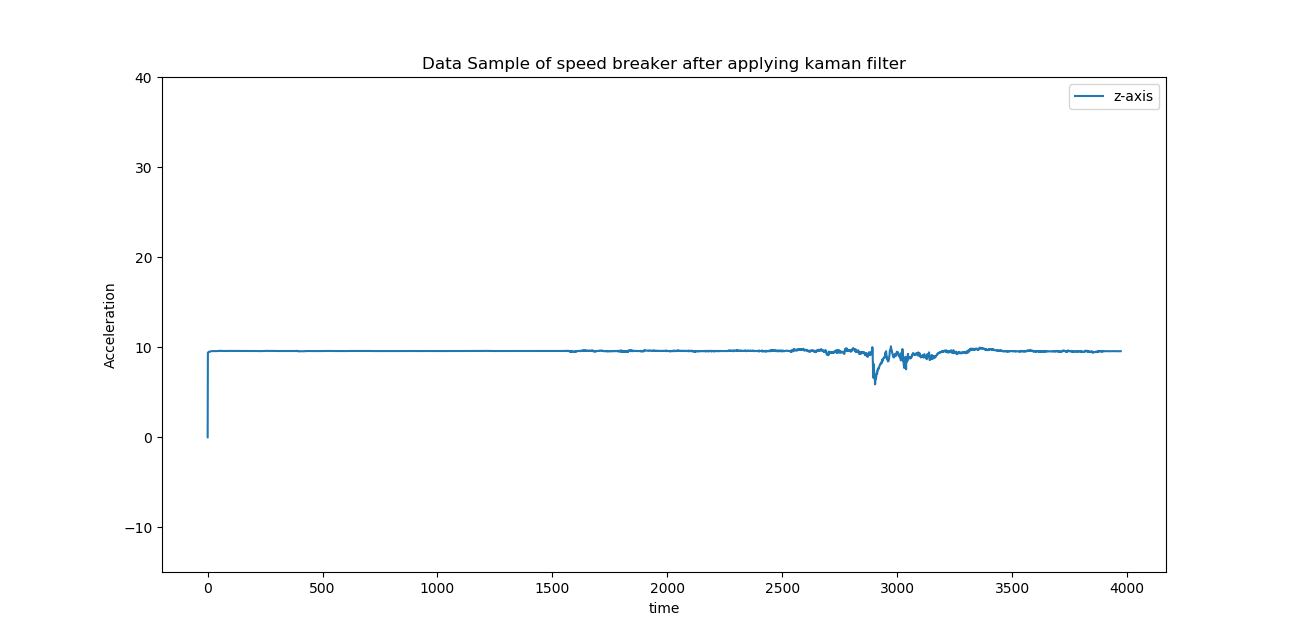 Data Sample of speed breaker after applying kaman filter
z-axis
40
30
20
10
0
−10
Acceleration
0 500 1000 1500 2000 2500 3000 3500 4000
time